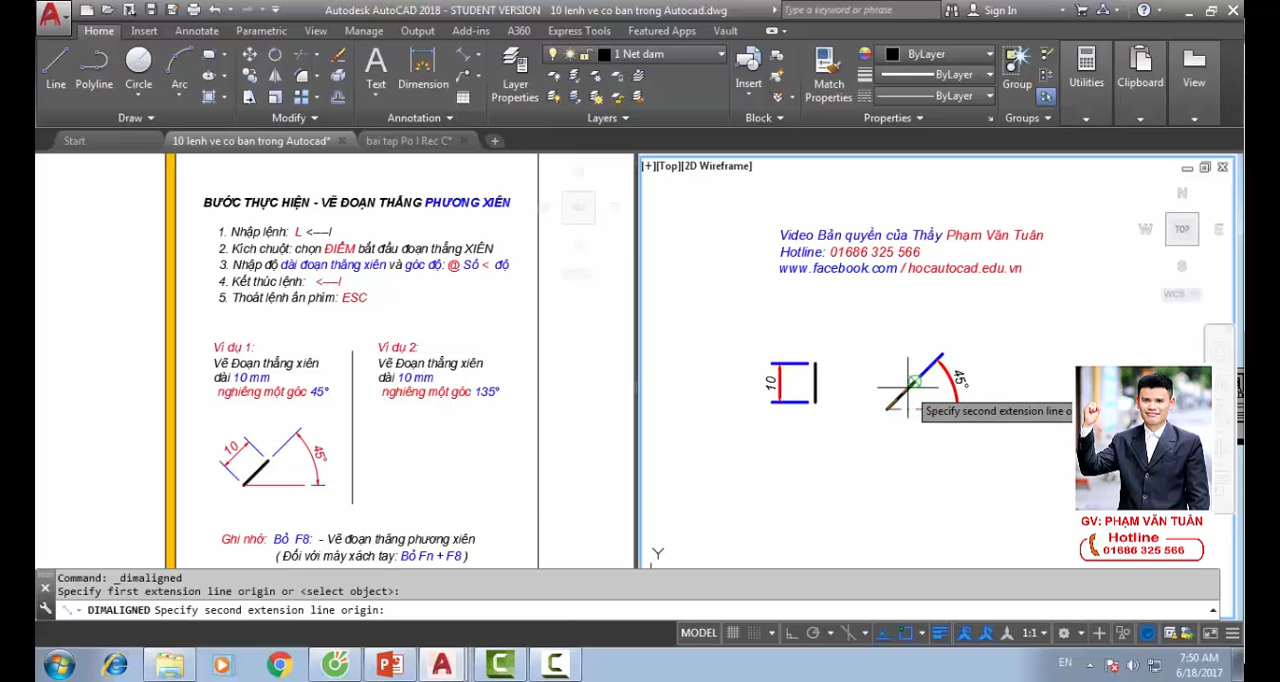 Autodesk AutoCAD 2018 - STUDENT VERSION 10 lenh ve co ban trong Autocad.dwg
Type a keyword or phrase
Sign In
Home Insert Annotate Parametric View Manage Output Add-ins A360 Express Tools Featured Apps Vault
Line Polyline Circle Arc
Text Dimension
Layer Properties
1 Net dam
Insert
Match Properties
ByLayer
ByLayer
ByLayer
Group
Utilities
Clipboard
View
Draw Modify Annotation Layers Block Properties Groups
Start 10 lenh ve co ban trong Autocad* bai tap Po l Rec C*
BƯỚC THỰC HIỆN - VẼ ĐOẠN THẲNG PHƯƠNG XIÊN
1. Nhập lệnh: L <---l
2. Kích chuột: chọn ĐIỂM bắt đầu đoạn thẳng XIÊN
3. Nhập độ dài đoạn thẳng xiên và góc độ: @ Số < độ
4. Kết thúc lệnh: <---l
5. Thoát lệnh ấn phím: ESC
Ví dụ 1:
Vẽ Đoạn thẳng xiên
dài 10 mm
nghiêng một góc 45°
Ví dụ 2:
Vẽ Đoạn thẳng xiên
dài 10 mm
nghiêng một góc 135°
10
45°
Ghi nhớ: Bỏ F8: - Vẽ đoạn thẳng phương xiên
( Đối với máy xách tay: Bỏ Fn + F8 )
[+][Top][2D Wireframe]
N
W TOP E
S
WCS
Video Bản quyền của Thầy Phạm Văn Tuân
Hotline: 01686 325 566
www.facebook.com / hocautocad.edu.vn
10
45°
Specify second extension line o
Y
GV: PHẠM VĂN TUÂN
Hotline
01686 325 566
Command: _dimaligned
Specify first extension line origin or <select object>:
DIMALIGNED Specify second extension line origin:
MODEL
1:1
EN
7:50 AM
6/18/2017